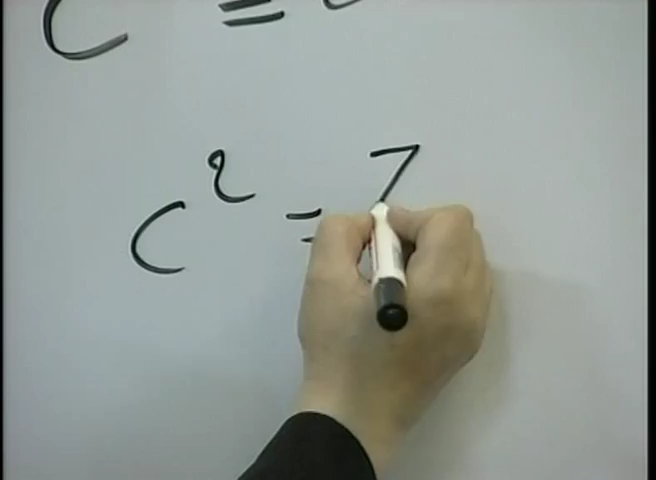 C =
c² = 7